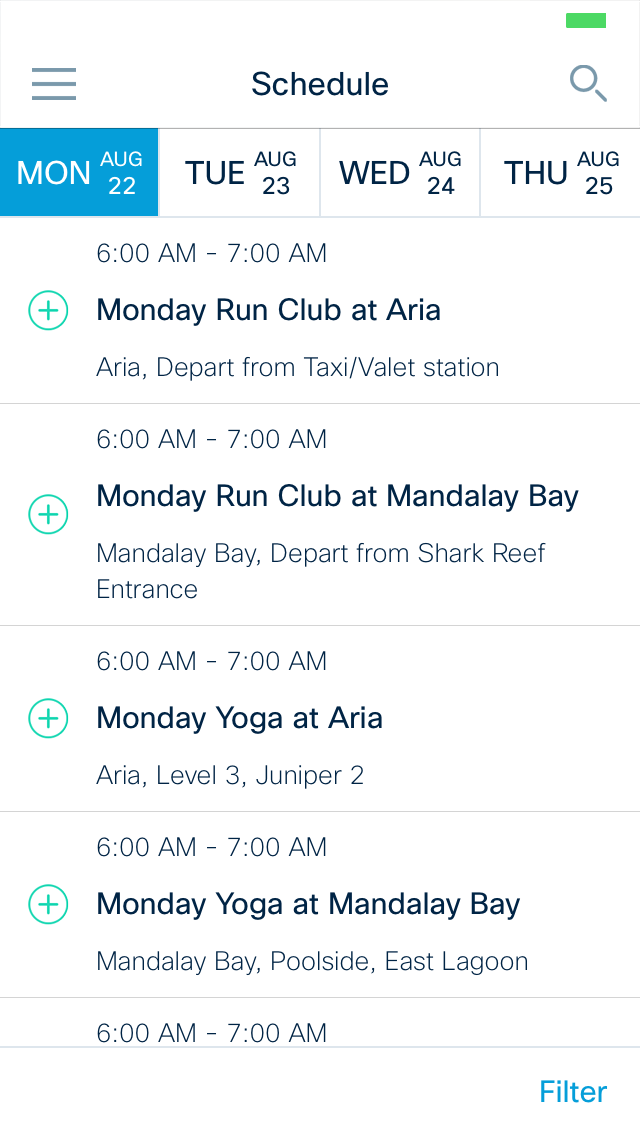 Schedule
MON AUG 22
TUE AUG 23
WED AUG 24
THU AUG 25
6:00 AM - 7:00 AM
Monday Run Club at Aria
Aria, Depart from Taxi/Valet station
6:00 AM - 7:00 AM
Monday Run Club at Mandalay Bay
Mandalay Bay, Depart from Shark Reef
Entrance
6:00 AM - 7:00 AM
Monday Yoga at Aria
Aria, Level 3, Juniper 2
6:00 AM - 7:00 AM
Monday Yoga at Mandalay Bay
Mandalay Bay, Poolside, East Lagoon
6:00 AM - 7:00 AM
Filter